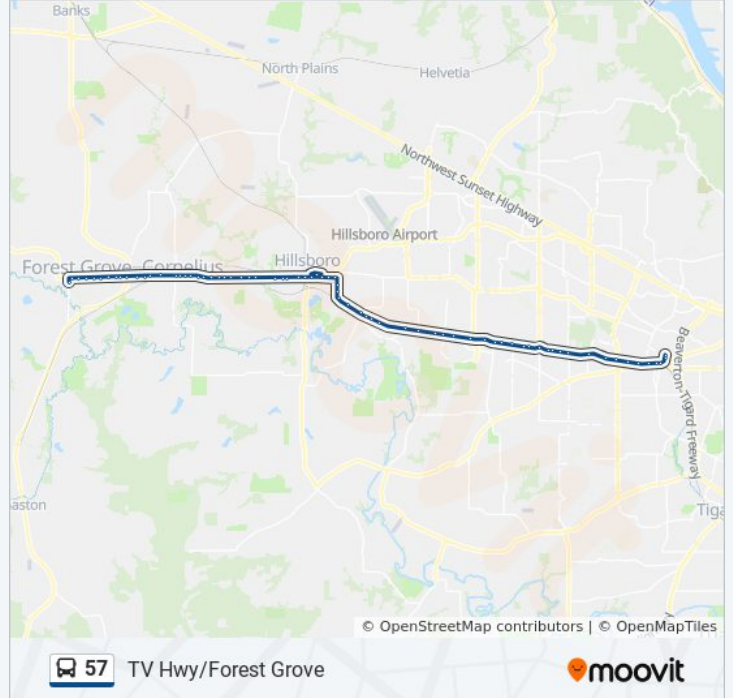 Banks
North Plains
Helvetia
Northwest Sunset Highway
Hillsboro Airport
Hillsboro
Forest Grove Cornelius
Beaverton-Tigard Freeway
aston
Tiga
© OpenStreetMap contributors | © OpenMapTiles
57 TV Hwy/Forest Grove
moovit